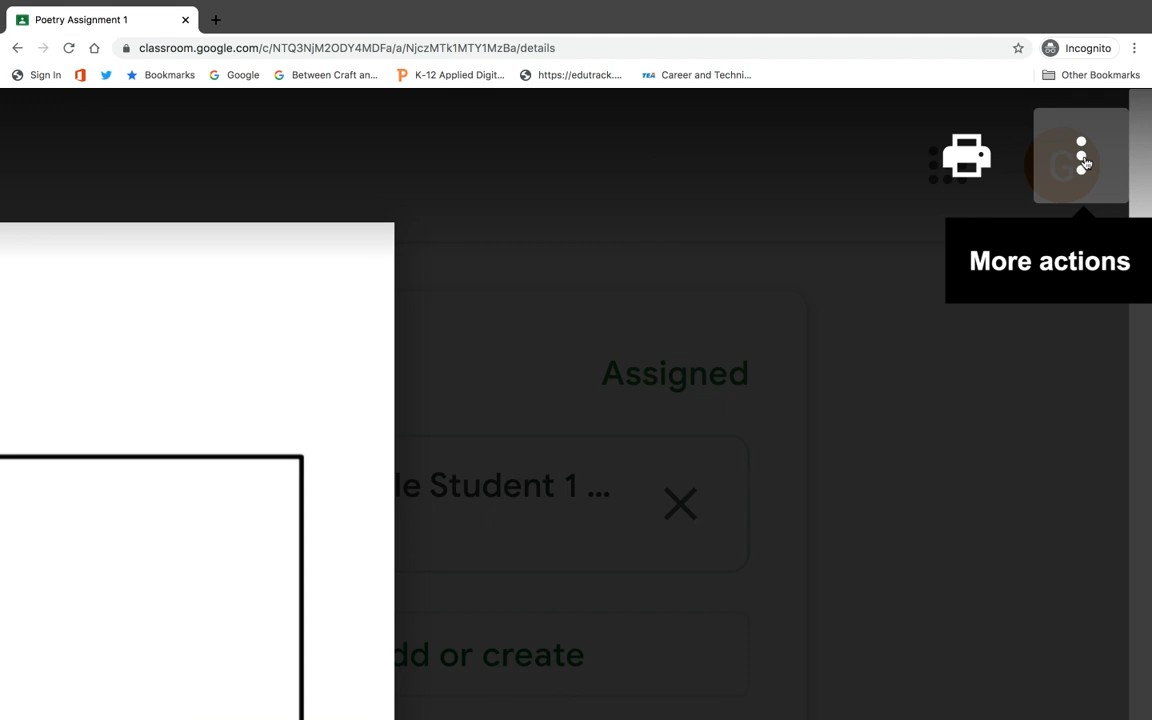 Poetry Assignment 1
classroom.google.com/c/NTQ3NjM2ODY4MDFa/a/NjczMTk1MTY1MzBa/details
Incognito
Sign In Bookmarks Google Between Craft an... K-12 Applied Digit... https://edutrack.... TEA Career and Techni... Other Bookmarks
G
More actions
Assigned
le Student 1 ...
dd or create